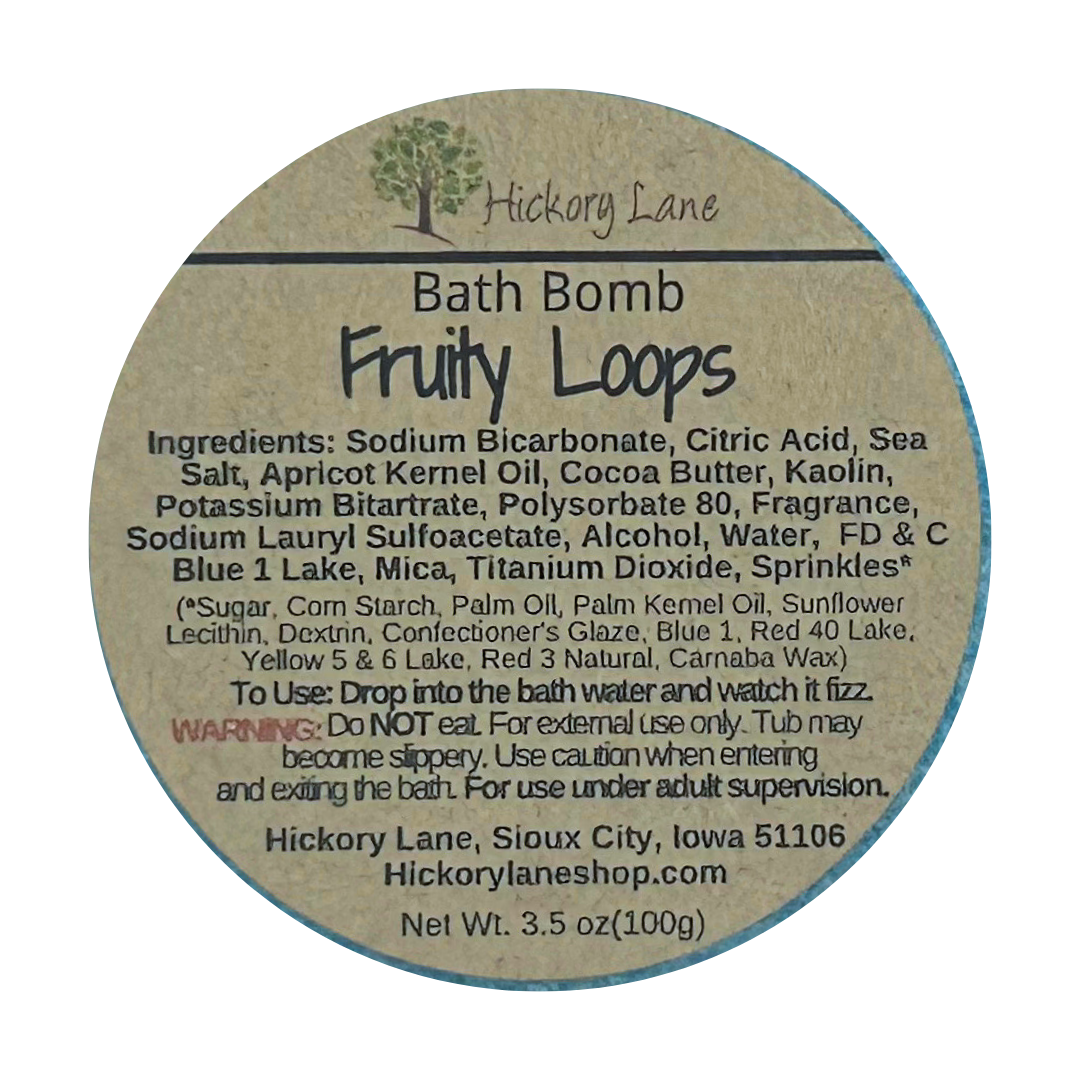 Hickory Lane
Bath Bomb
Fruity Loops
Ingredients: Sodium Bicarbonate, Citric Acid, Sea
Salt, Apricot Kernel Oil, Cocoa Butter, Kaolin,
Potassium Bitartrate, Polysorbate 80, Fragrance,
Sodium Lauryl Sulfoacetate, Alcohol, Water, FD & C
Blue 1 Lake, Mica, Titanium Dioxide, Sprinkles*
(*Sugar, Corn Starch, Palm Oil, Palm Kernel Oil, Sunflower
Lecithin, Dextrin, Confectioner's Glaze, Blue 1, Red 40 Lake,
Yellow 5 & 6 Lake, Red 3 Natural, Carnaba Wax)
To Use: Drop into the bath water and watch it fizz.
WARNING: Do NOT eat. For external use only. Tub may
become slippery. Use caution when entering
and exiting the bath. For use under adult supervision.
Hickory Lane, Sioux City, Iowa 51106
Hickorylaneshop.com
Net Wt. 3.5 oz(100g)